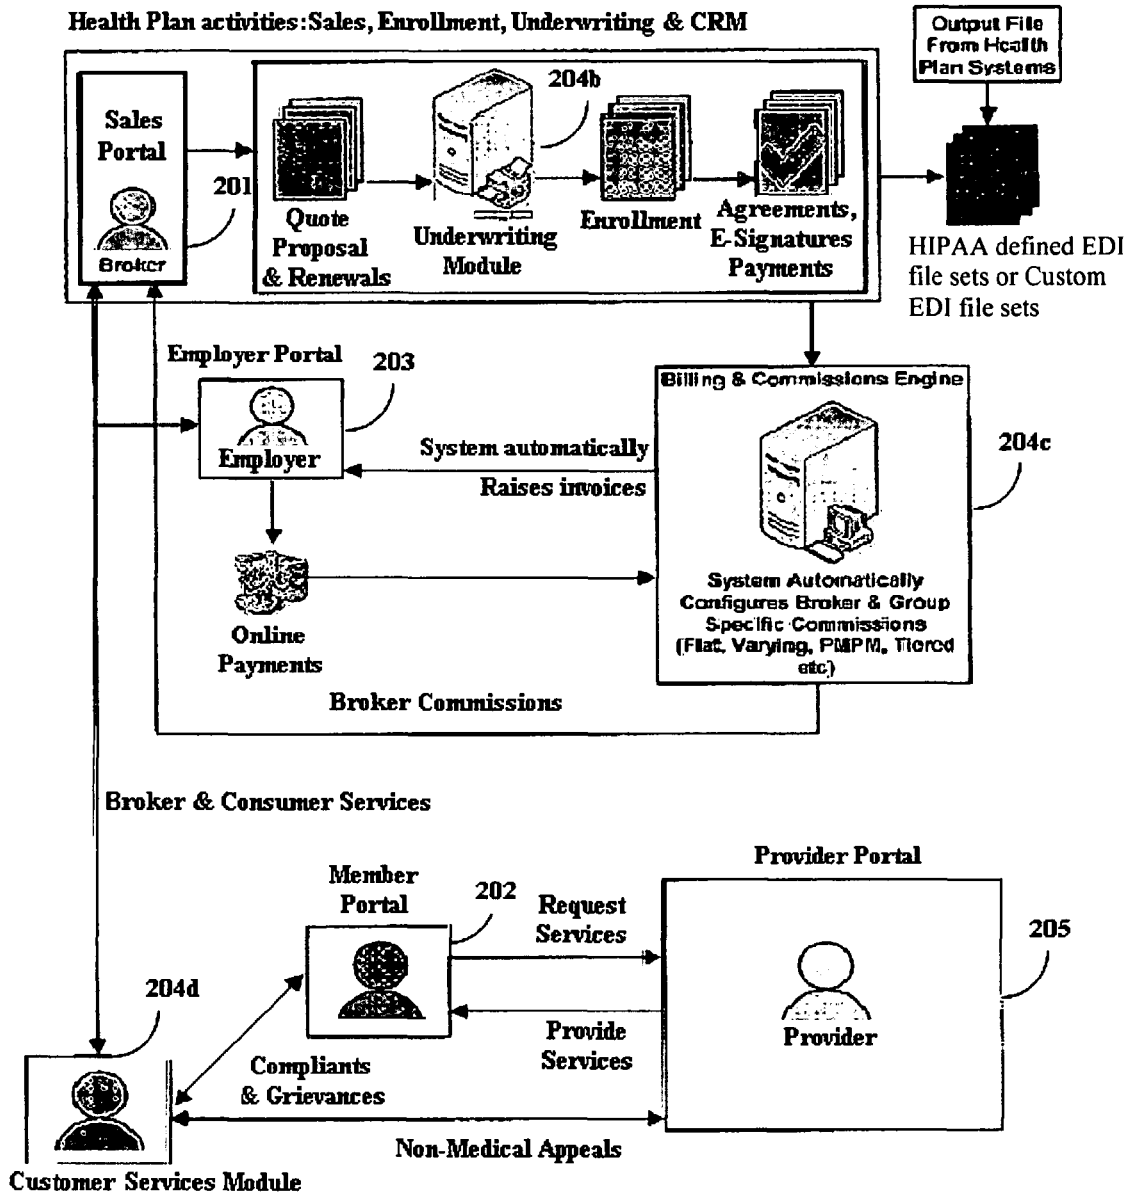 Health Plan activities:Sales, Enrollment, Underwriting & CRM
Output File
From Health
Plan Systems
Sales
Portal
Broker
201
204b
Quote
Proposal
& Renewals
Underwriting
Module
Enrollment
Agreements,
E-Signatures
Payments
HIPAA defined EDI
file sets or Custom
EDI file sets
Employer Portal
203
Employer
System automatically
Raises invoices
Billing & Commissions Engine
204c
System Automatically
Configures Broker & Group
Specific Commissions
(Flat, Varying, PMPM, Tiered
etc)
Online
Payments
Broker Commissions
Broker & Consumer Services
Member
Portal
202
Request
Services
Provider Portal
205
Provider
Provide
Services
204d
Compliants
& Grievances
Non-Medical Appeals
Customer Services Module